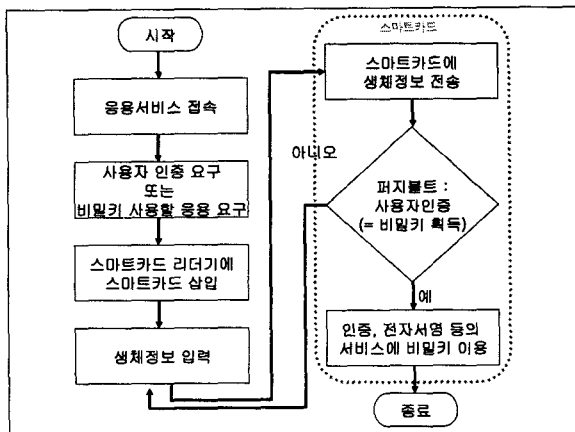 시작
응용서비스 접속
사용자 인증 요구
또는
비밀키 사용할 응용 요구
스마트카드 리더기에
스마트카드 삽입
생체정보 입력
스마트카드
스마트카드에
생체정보 전송
아니오
퍼지볼트 :
사용자인증
(= 비밀키 획득)
예
인증, 전자서명 등의
서비스에 비밀키 이용
종료